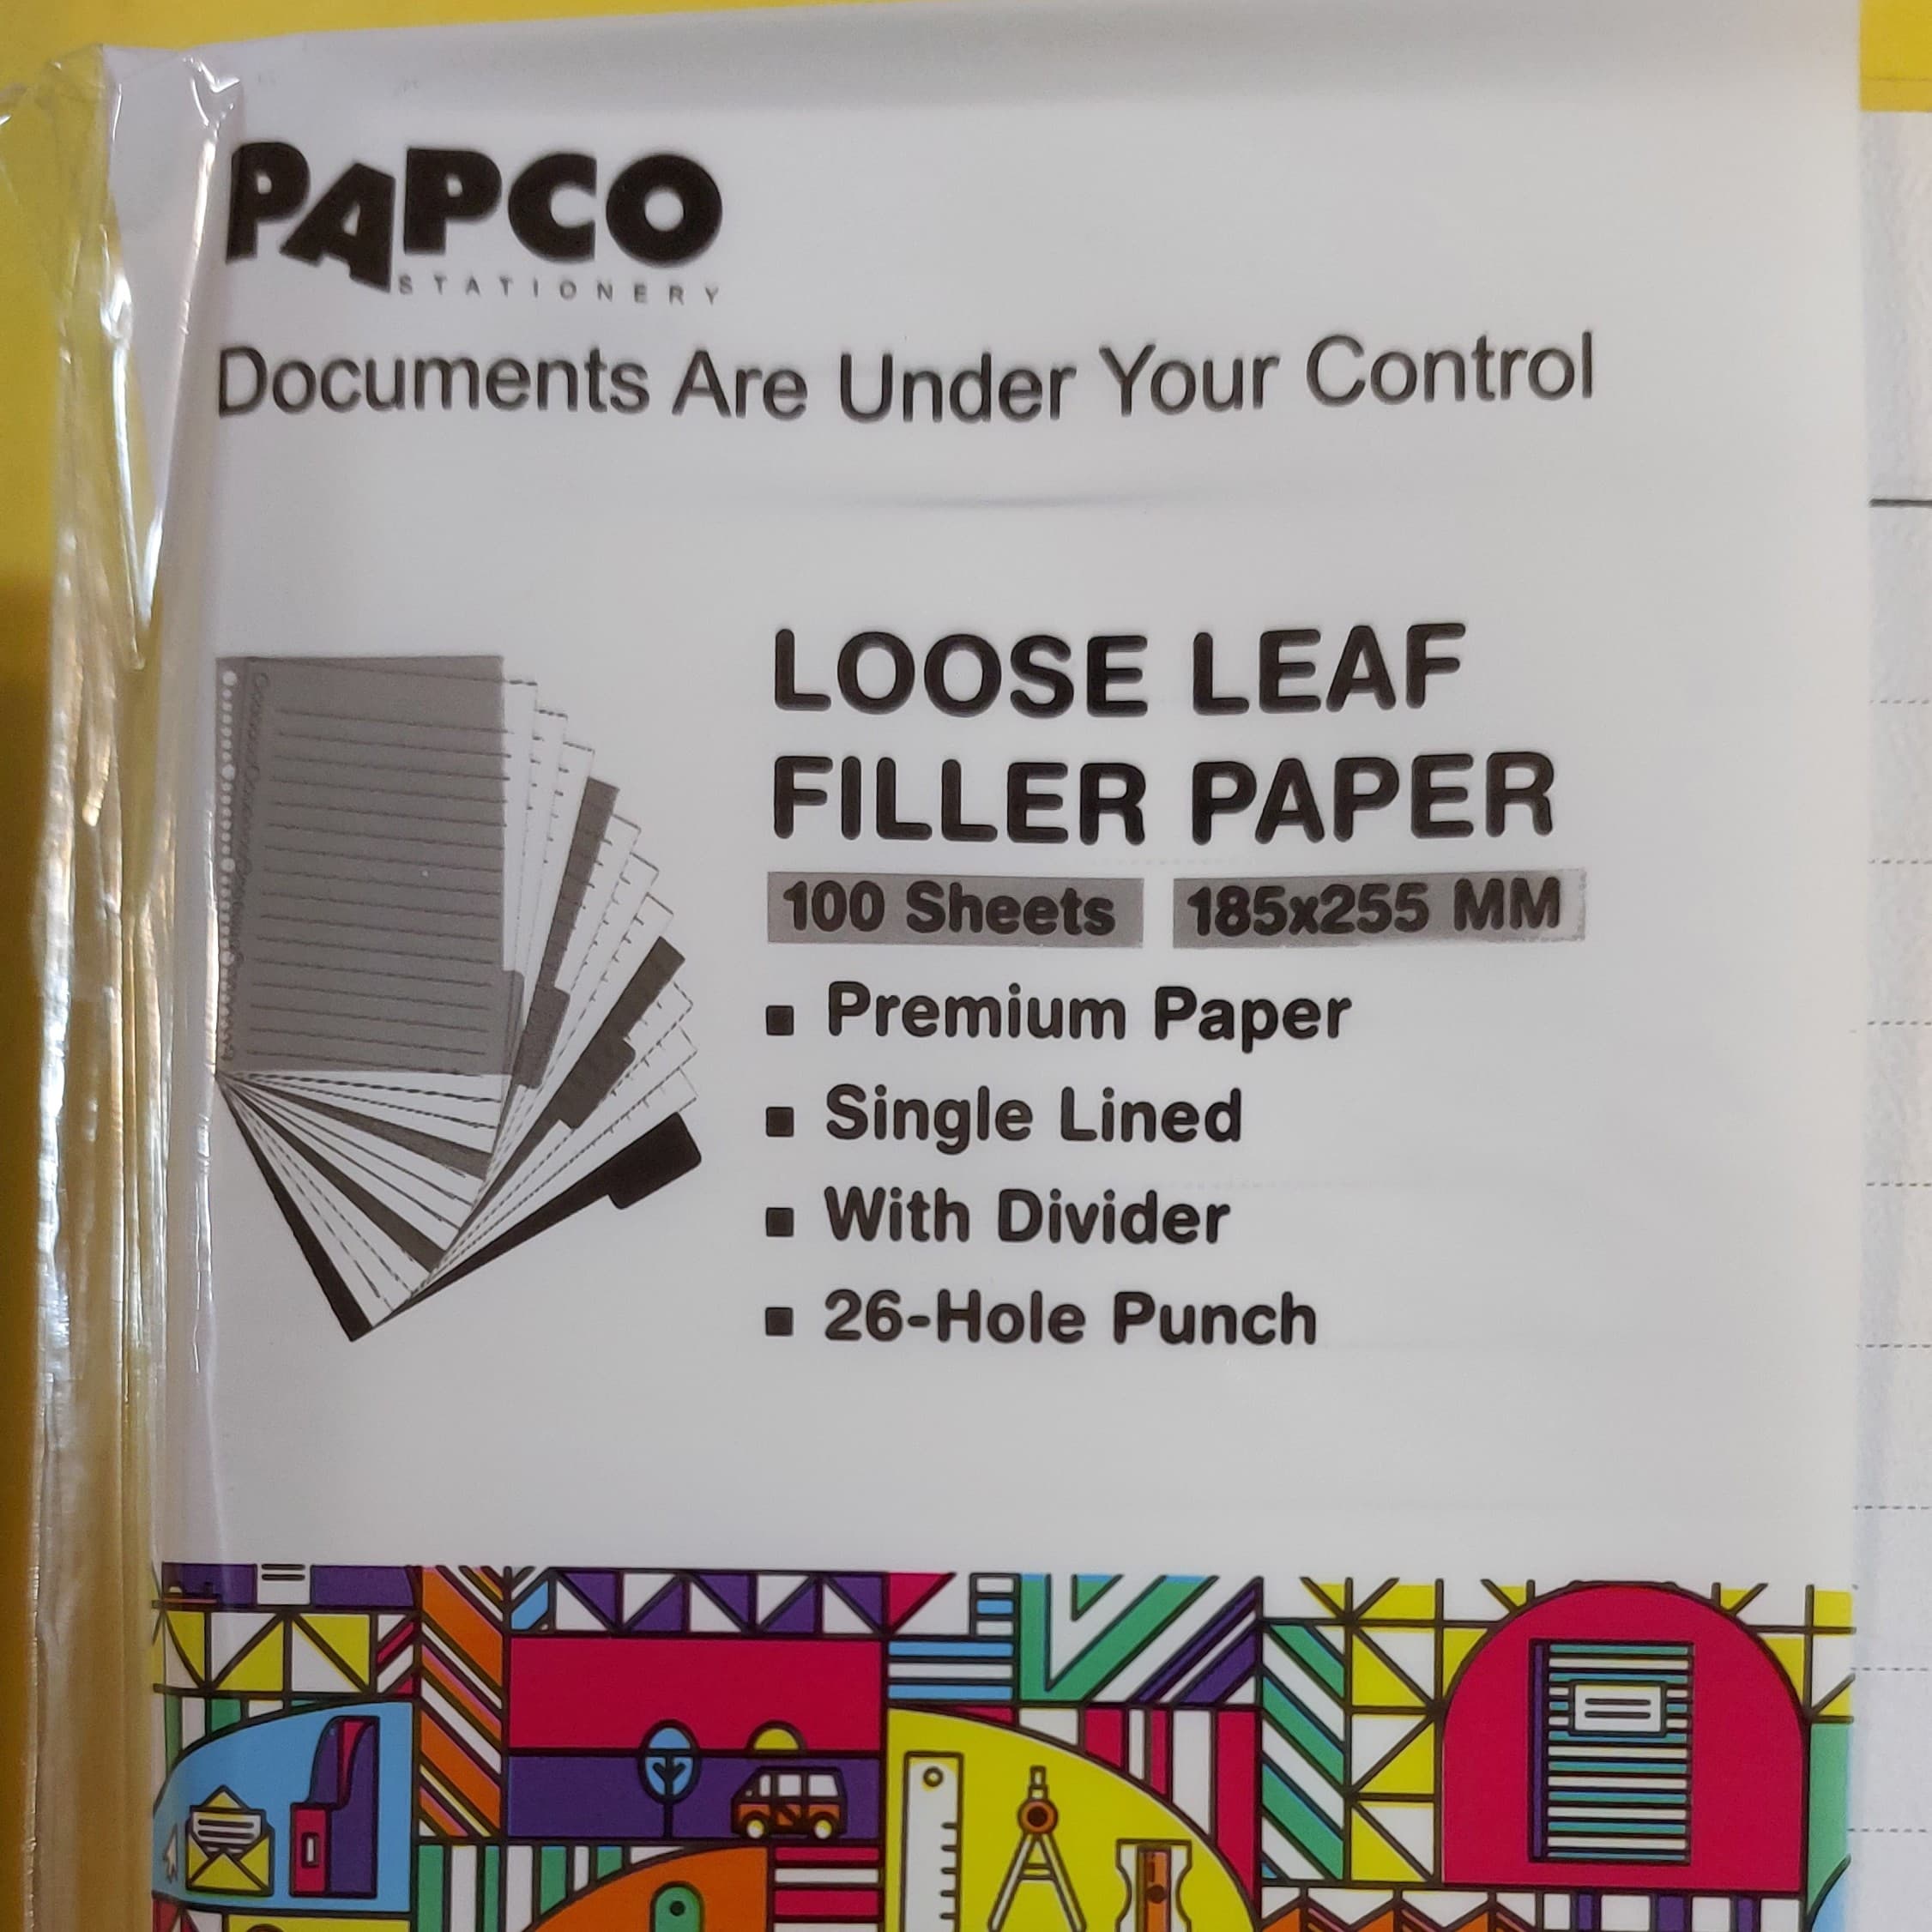 PAPCO
STATIONERY
Documents Are Under Your Control
LOOSE LEAF
FILLER PAPER
100 Sheets 185x255 MM
Premium Paper
Single Lined
With Divider
26-Hole Punch